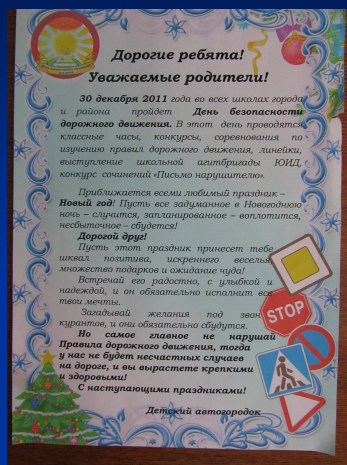 Дорогие ребята!
Уважаемые родители!
30 декабря 2011 года во всех школах города
и района пройдет День безопасности
дорожного движения. В этот день проводятся
классные часы, конкурсы, соревнования по
изучению правил дорожного движения, линейки,
выступление школьной агитбригады ЮИД,
конкурс сочинений «Письмо нарушителю».
Приближается всеми любимый праздник –
Новый год! Пусть все задуманное в Новогоднюю
ночь – случится, запланированное – воплотится,
несбыточное – сбудется!
Дорогой друг!
Пусть этот праздник принесет тебе
шквал позитива, искреннего веселья,
множество подарков и ожидание чуда!
Встречай его радостно, с улыбкой и
надеждой, и он обязательно исполнит все
твои мечты.
Загадывай желания под звон
курантов, и они обязательно сбудутся.
Но самое главное не нарушай
Правила дорожного движения, тогда
у нас не будет несчастных случаев
на дороге, и вы вырастете крепкими
и здоровыми!
С наступающими праздниками!
Детский автогородок
STOP